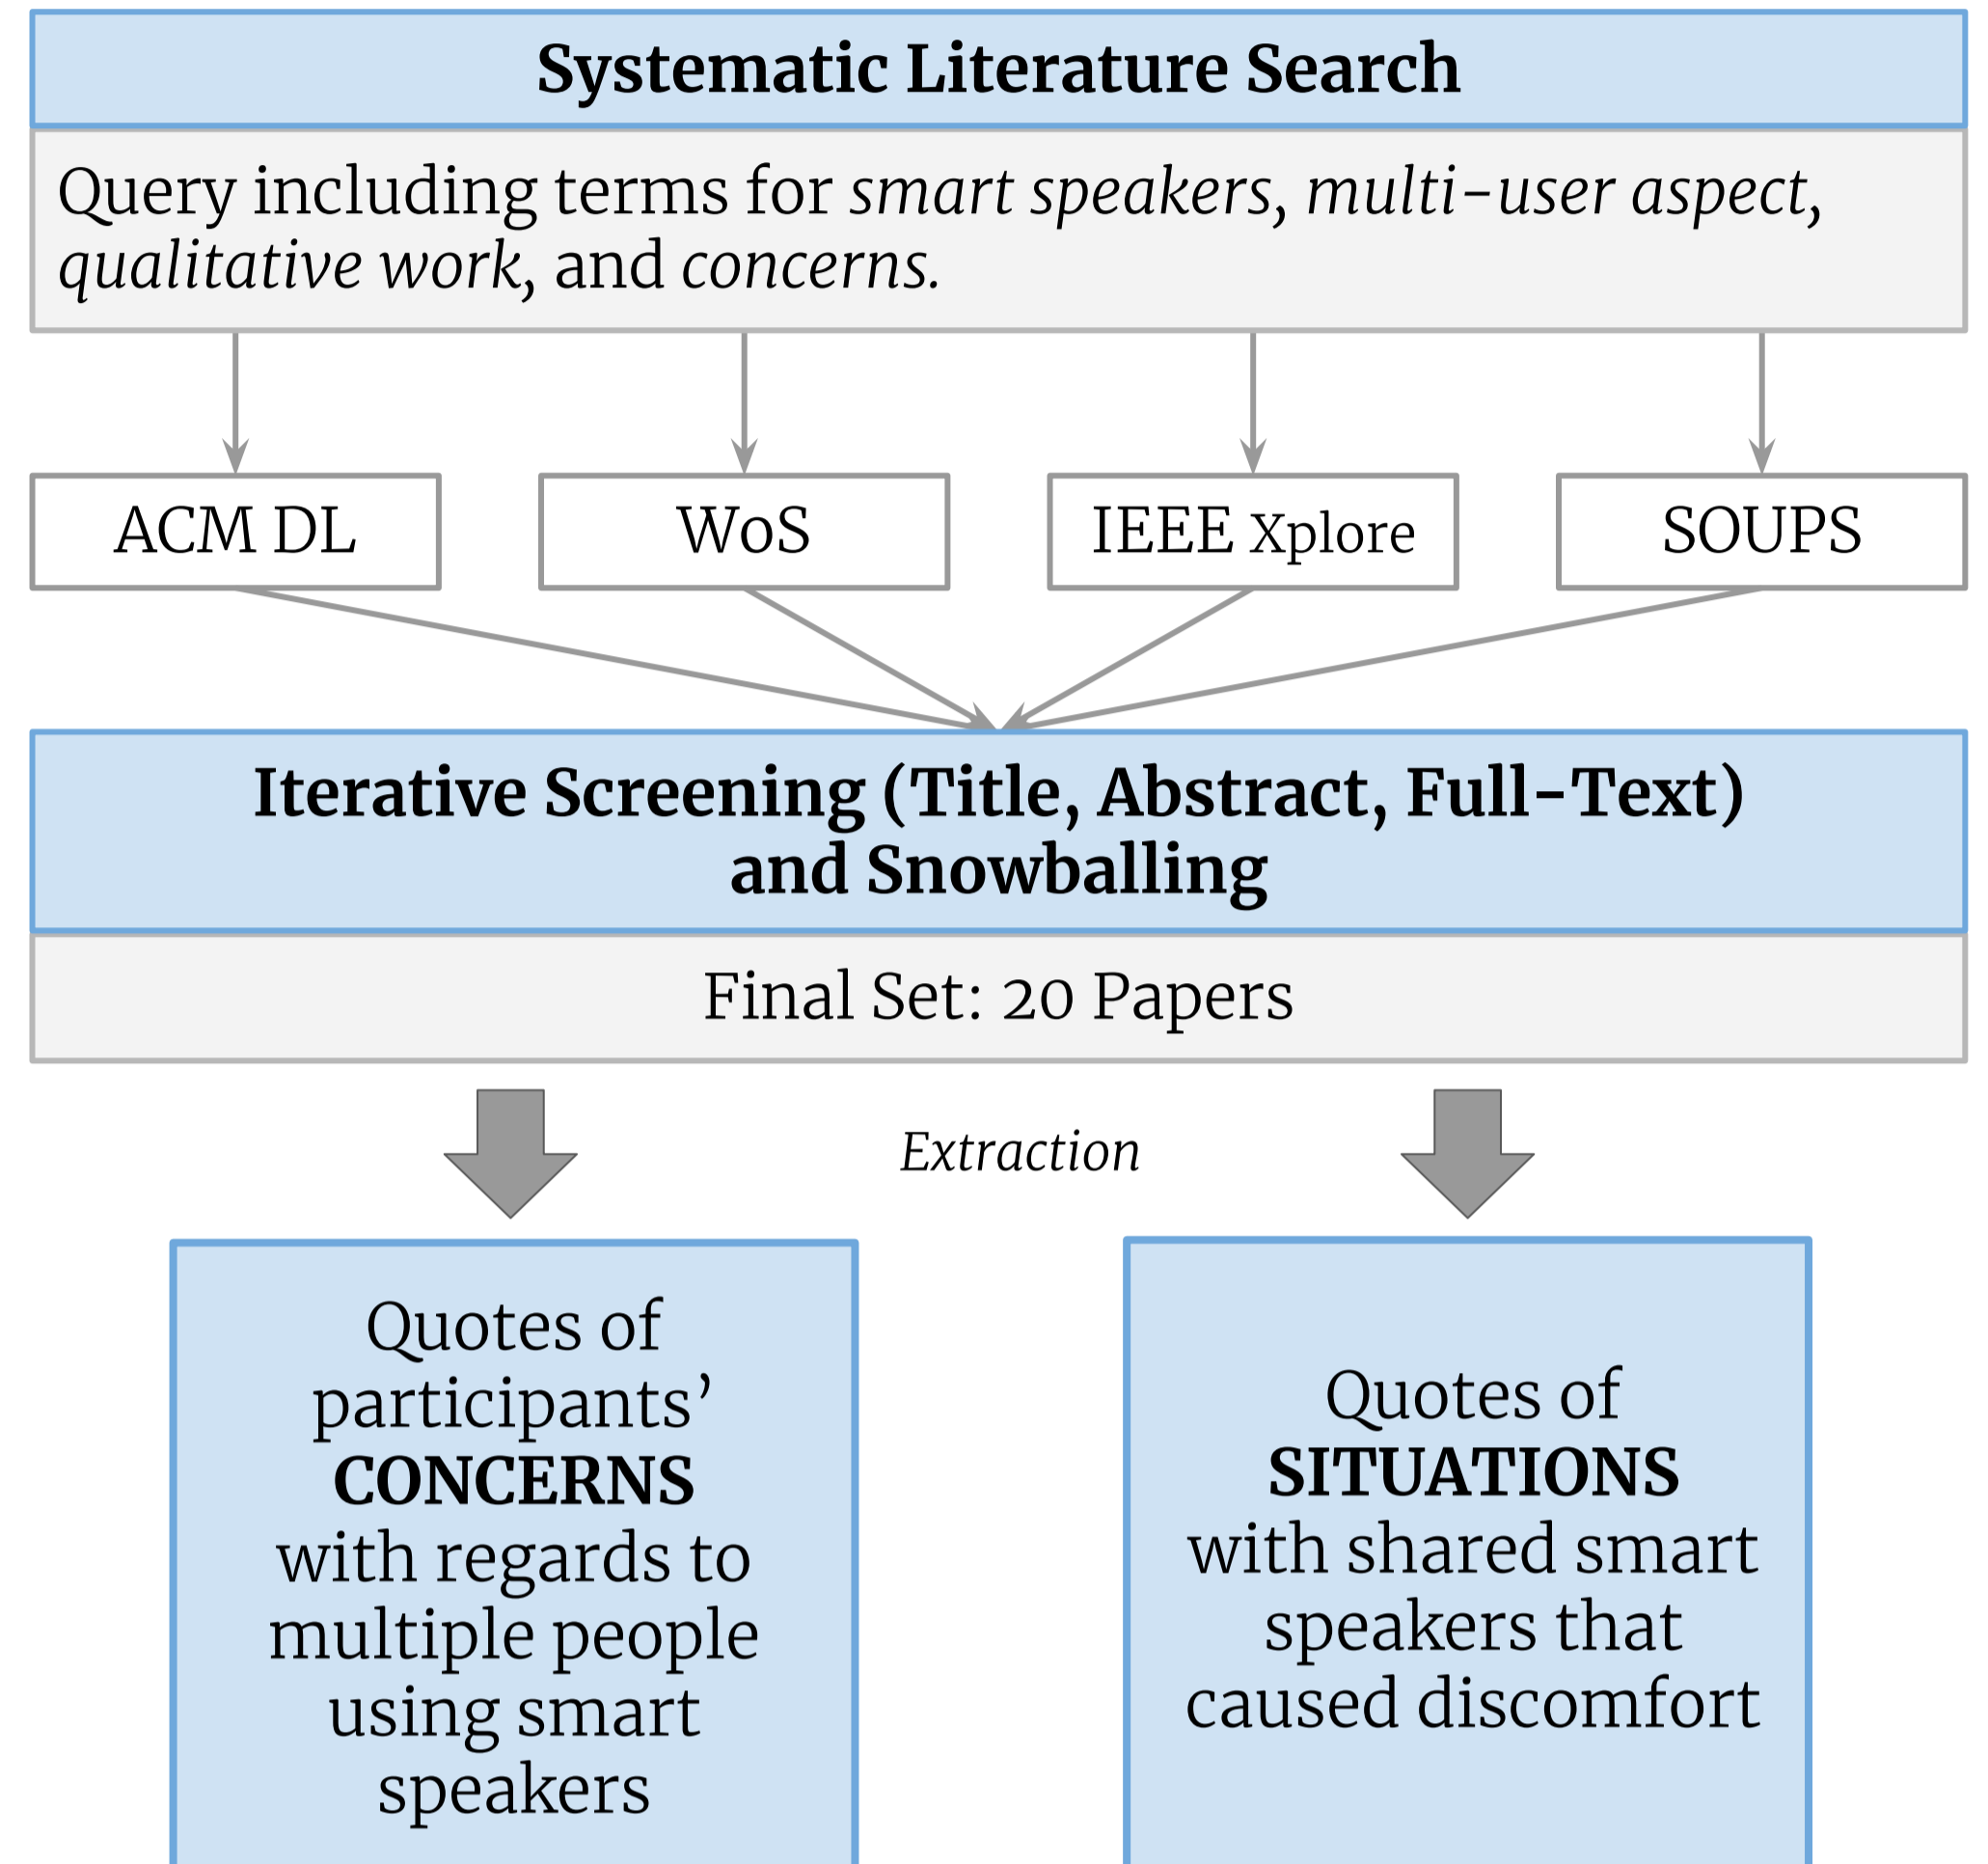 Systematic Literature Search
Query including terms for smart speakers, multi-user aspect,
qualitative work, and concerns.
ACM DL
WoS
IEEE Xplore
SOUPS
Iterative Screening (Title, Abstract, Full-Text)
and Snowballing
Final Set: 20 Papers
Extraction
Quotes of
participants’
CONCERNS
with regards to
multiple people
using smart
speakers
Quotes of
SITUATIONS
with shared smart
speakers that
caused discomfort